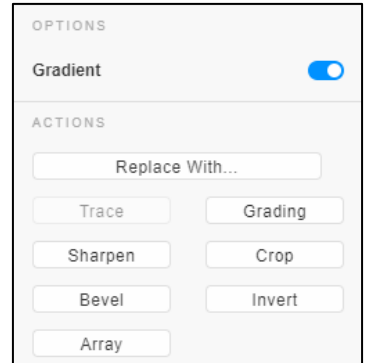 OPTIONS
Gradient
ACTIONS
Replace With...
Trace Grading
Sharpen Crop
Bevel Invert
Array